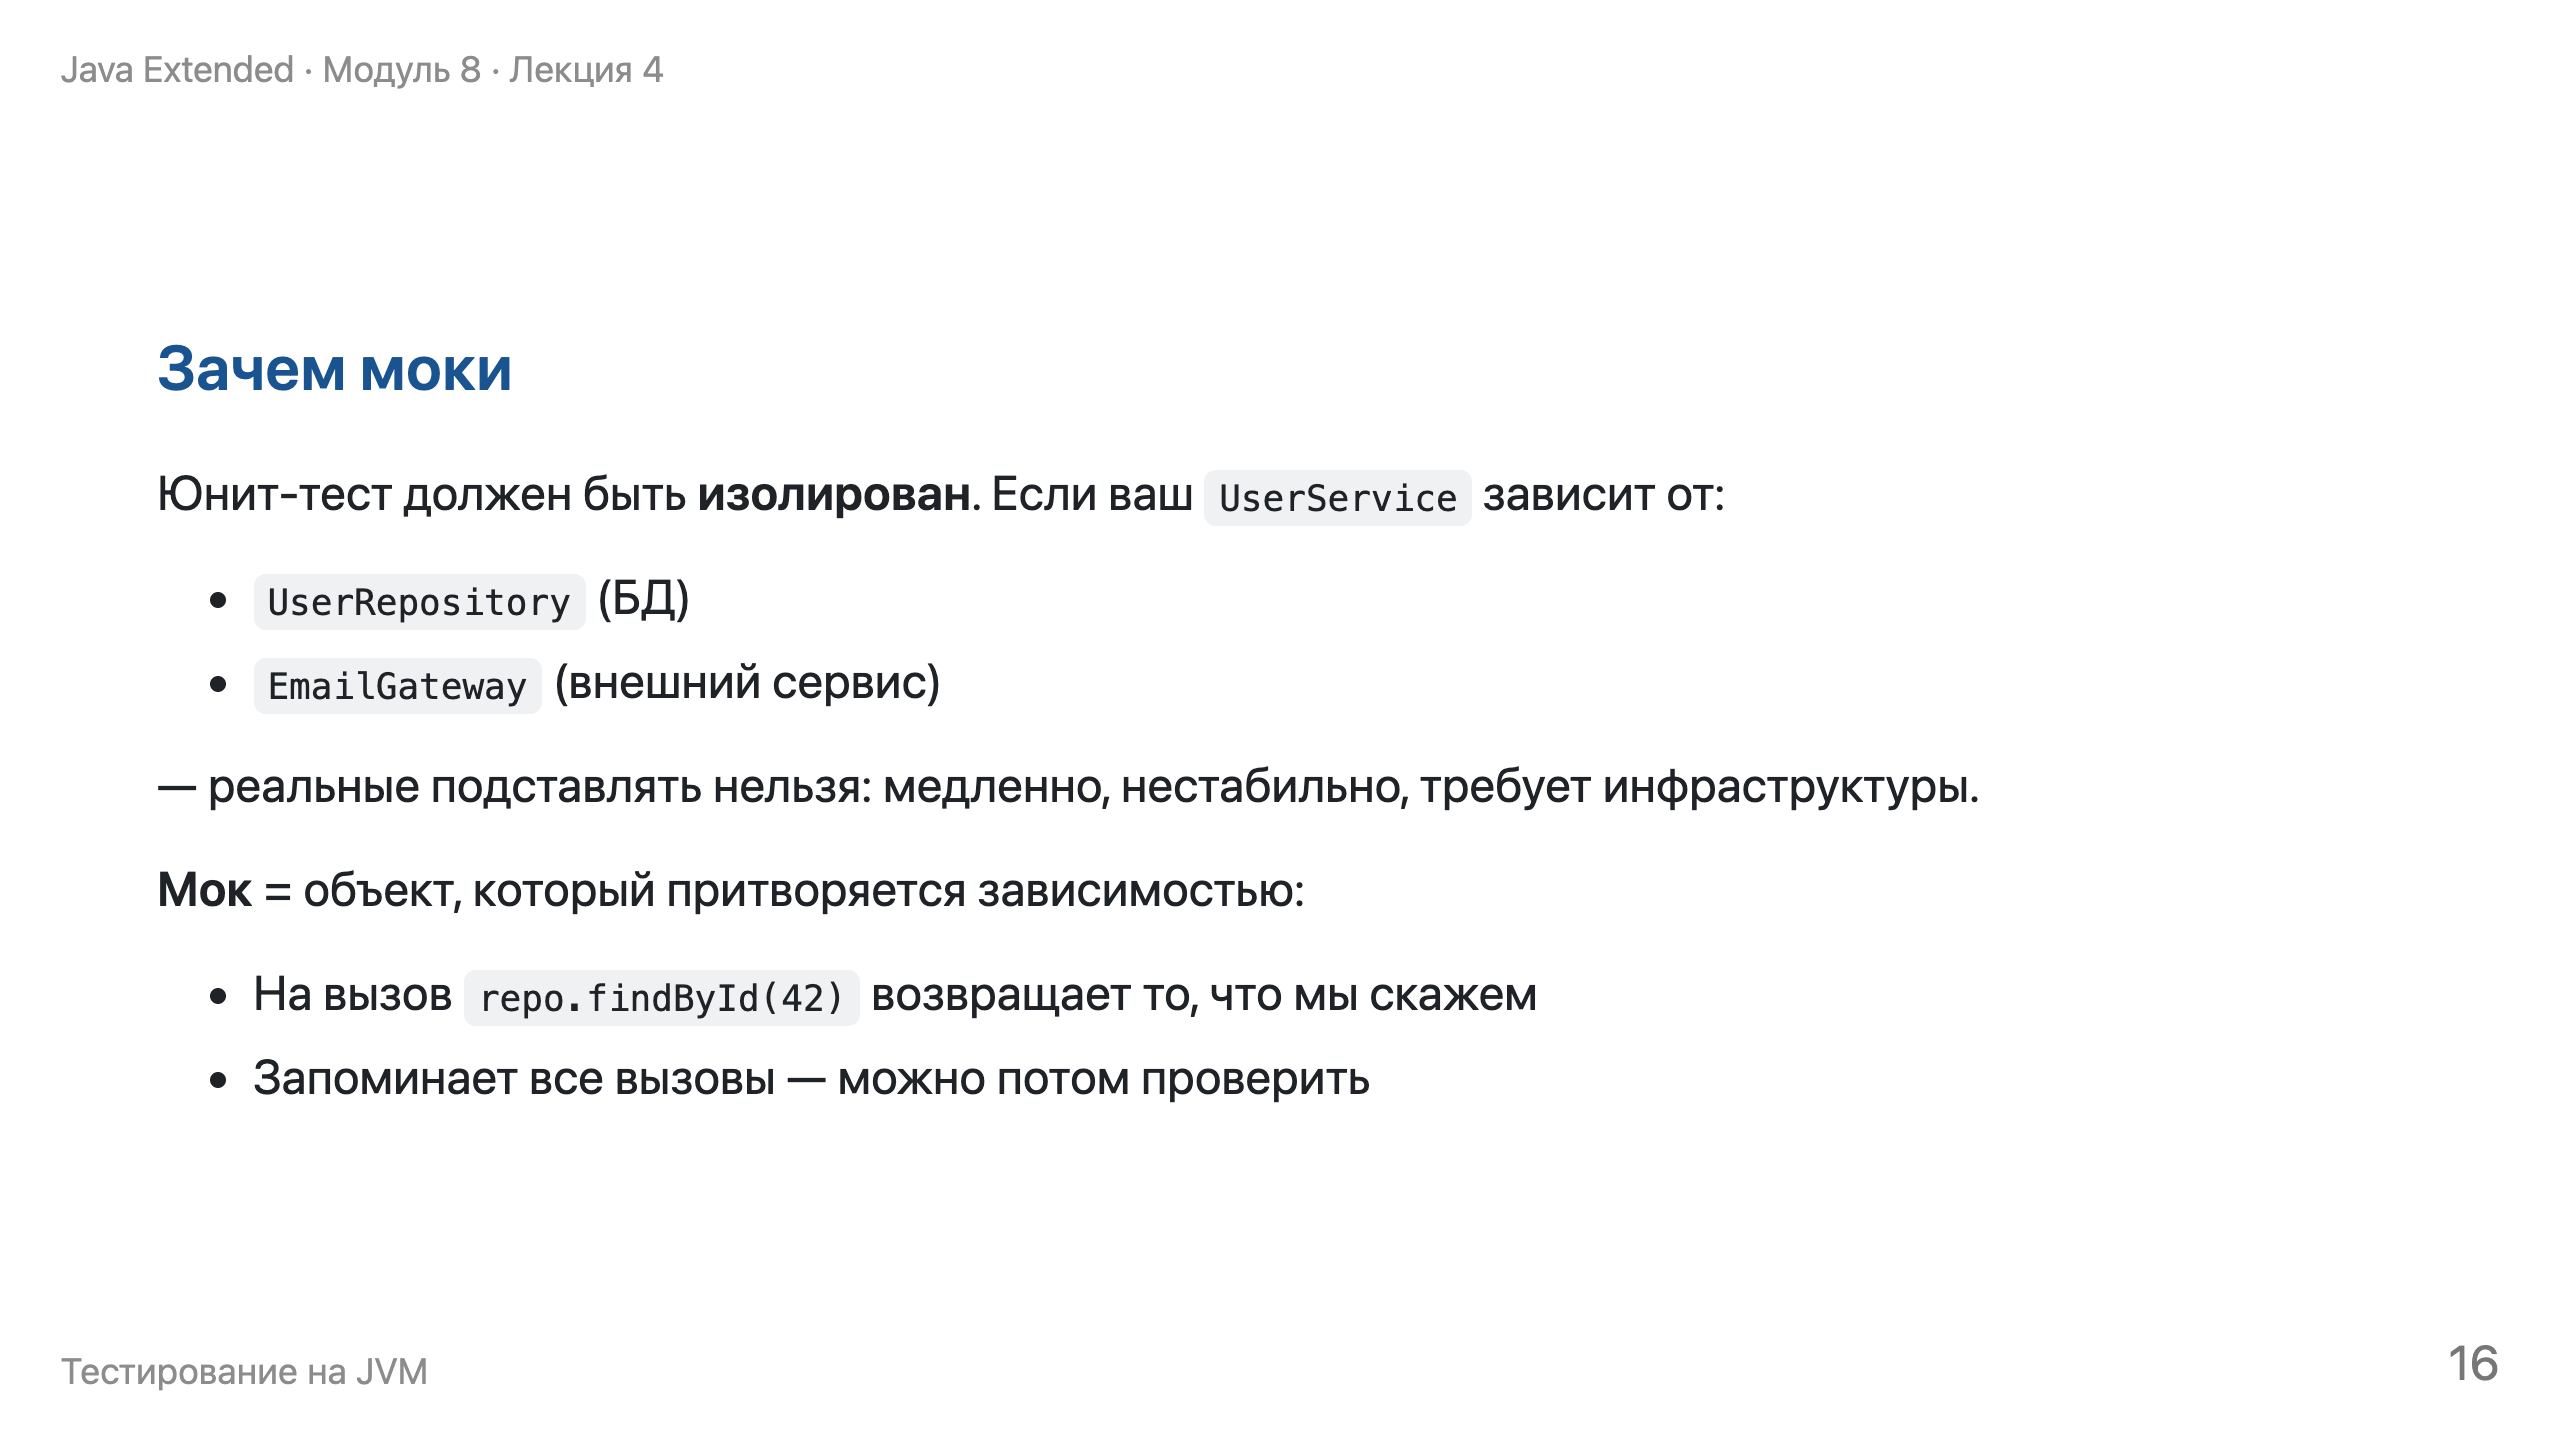 Java Extended · Модуль 8 · Лекция 4
Зачем моки
Юнит-тест должен быть изолирован. Если ваш UserService зависит от:
• UserRepository (БД)
• EmailGateway (внешний сервис)
— реальные подставлять нельзя: медленно, нестабильно, требует инфраструктуры.
Мок = объект, который притворяется зависимостью:
• На вызов repo.findById(42) возвращает то, что мы скажем
• Запоминает все вызовы — можно потом проверить
Тестирование на JVM
16